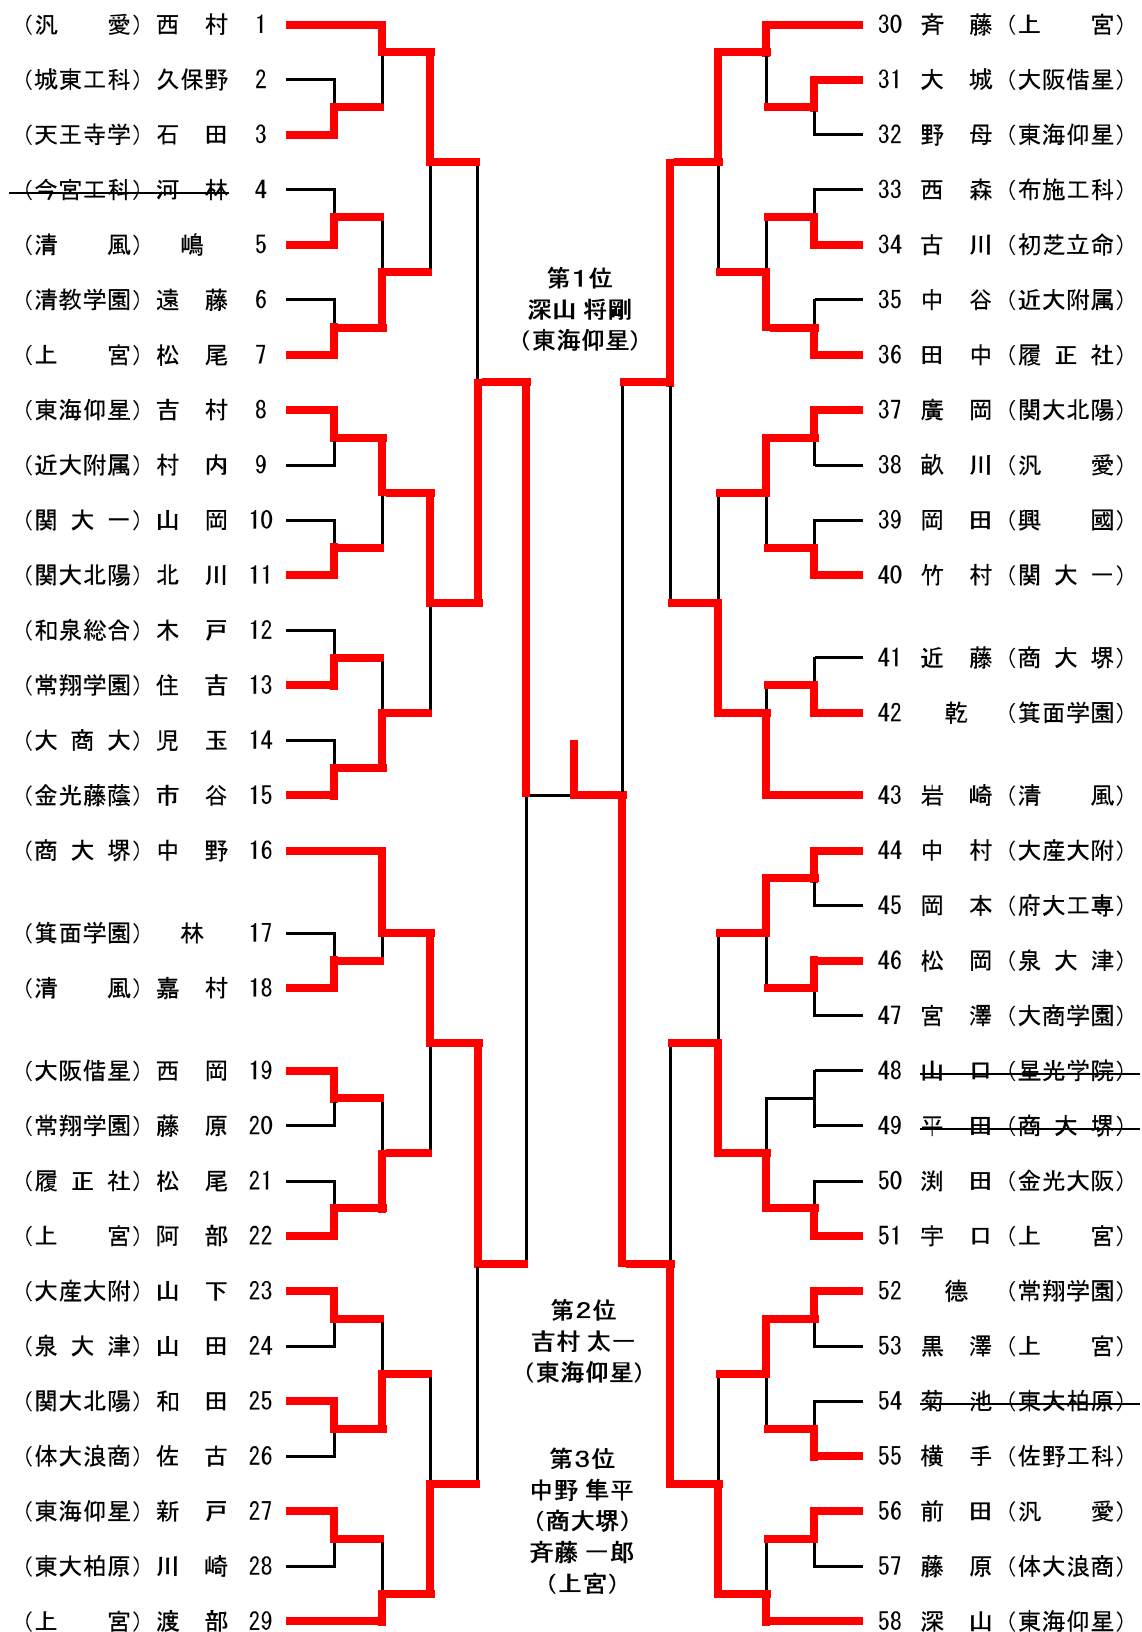 (汎　　愛) 西　村 1
(城東工科) 久保野 2
(天王寺学) 石　田 3
(今宮工科) 河　林 4
(清　　風) 嶋 5
(清教学園) 遠　藤 6
(上　　宮) 松　尾 7
(東海仰星) 吉　村 8
(近大附属) 村　内 9
(関 大 一) 山　岡 10
(関大北陽) 北　川 11
(和泉総合) 木　戸 12
(常翔学園) 住　吉 13
(大 商 大) 児　玉 14
(金光藤蔭) 市　谷 15
(商 大 堺) 中　野 16
(箕面学園) 林 17
(清　　風) 嘉　村 18
(大阪偕星) 西　岡 19
(常翔学園) 藤　原 20
(履 正 社) 松　尾 21
(上　　宮) 阿　部 22
(大産大附) 山　下 23
(泉 大 津) 山　田 24
(関大北陽) 和　田 25
(体大浪商) 佐　古 26
(東海仰星) 新　戸 27
(東大柏原) 川　崎 28
(上　　宮) 渡　部 29
第1位
深山 将剛
(東海仰星)
第2位
吉村 太一
(東海仰星)
第3位
中野 隼平
(商大堺)
斉藤 一郎
(上宮)
30 斉　藤 (上　　宮)
31 大　城 (大阪偕星)
32 野　母 (東海仰星)
33 西　森 (布施工科)
34 古　川 (初芝立命)
35 中　谷 (近大附属)
36 田　中 (履 正 社)
37 廣　岡 (関大北陽)
38 畝　川 (汎　　愛)
39 岡　田 (興　　國)
40 竹　村 (関 大 一)
41 近　藤 (商 大 堺)
42 乾 (箕面学園)
43 岩　崎 (清　　風)
44 中　村 (大産大附)
45 岡　本 (府大工専)
46 松　岡 (泉 大 津)
47 宮　澤 (大商学園)
48 山　口 (星光学院)
49 平　田 (商 大 堺)
50 渕　田 (金光大阪)
51 宇　口 (上　　宮)
52 德 (常翔学園)
53 黒　澤 (上　　宮)
54 菊　池 (東大柏原)
55 横　手 (佐野工科)
56 前　田 (汎　　愛)
57 藤　原 (体大浪商)
58 深　山 (東海仰星)